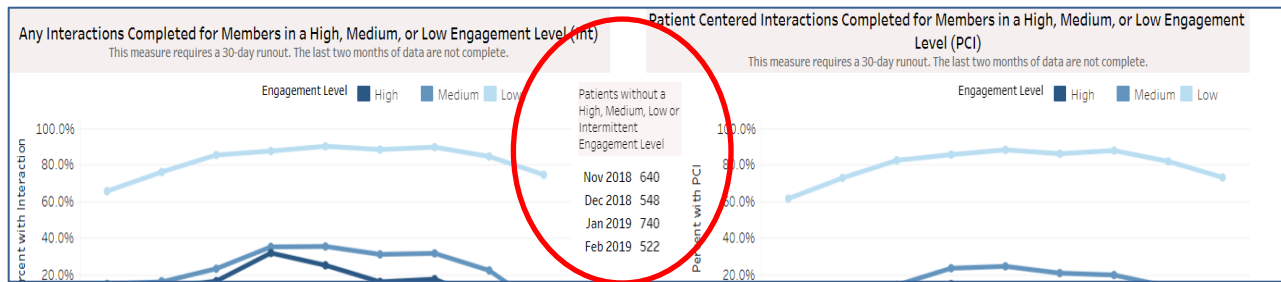 Any Interactions Completed for Members in a High, Medium, or Low Engagement Level (Int)
This measure requires a 30-day runout. The last two months of data are not complete.
Engagement Level High Medium Low
100.0%
80.0%
60.0%
40.0%
20.0%
rcent with Interaction
Patients without a
High, Medium, Low or
Intermittent
Engagement Level
Nov 2018 640
Dec 2018 548
Jan 2019 740
Feb 2019 522
Patient Centered Interactions Completed for Members in a High, Medium, or Low Engagement
Level (PCI)
This measure requires a 30-day runout. The last two months of data are not complete.
Engagement Level High Medium Low
100.0%
80.0%
60.0%
40.0%
20.0%
Percent with PCI